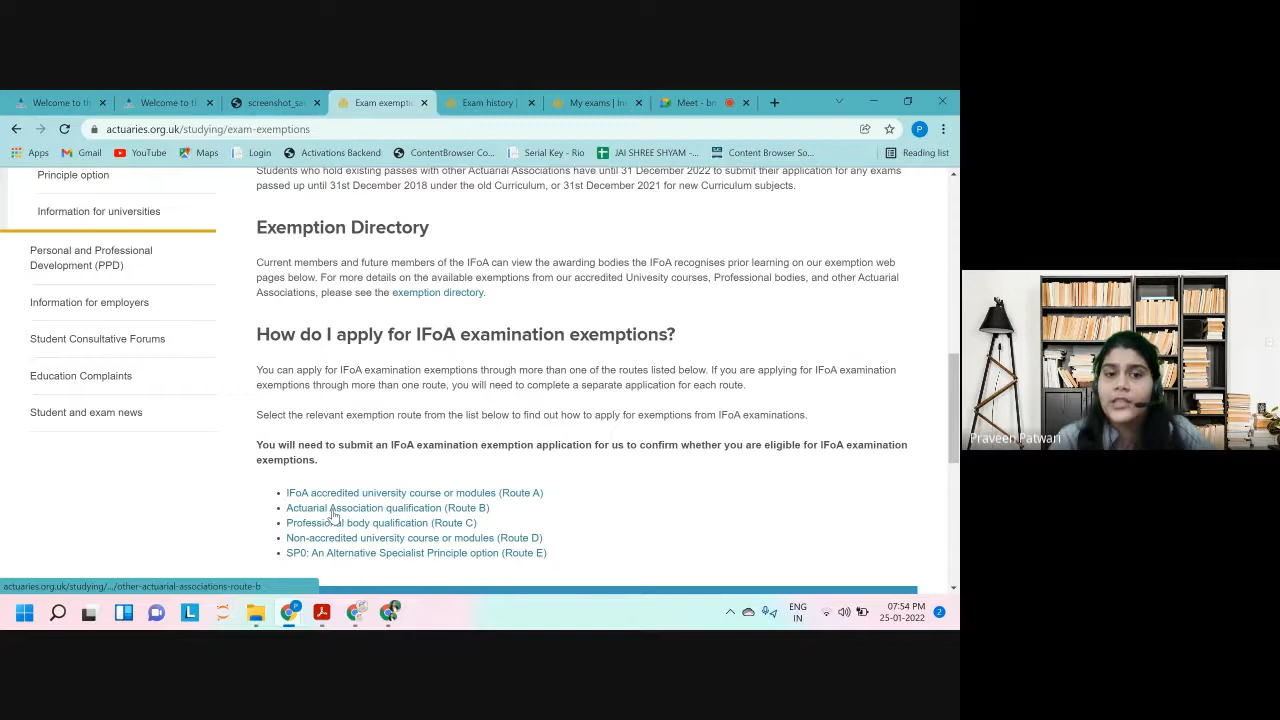 Welcome to th
Welcome to th
screenshot_sa
Exam exempti
Exam history |
My exams | In
Meet - br
actuaries.org.uk/studying/exam-exemptions
P
Apps
Gmail
YouTube
Maps
Login
Activations Backend
ContentBrowser Co...
Serial Key - Rio
JAI SHREE SHYAM -...
Content Browser So...
Reading list
Principle option
Information for universities
Personal and Professional
Development (PPD)
Information for employers
Student Consultative Forums
Education Complaints
Student and exam news
Students who hold existing passes with other Actuarial Associations have until 31 December 2022 to submit their application for any exams
passed up until 31st December 2018 under the old Curriculum, or 31st December 2021 for new Curriculum subjects.
Exemption Directory
Current members and future members of the IFoA can view the awarding bodies the IFoA recognises prior learning on our exemption web
pages below. For more details on the available exemptions from our accredited Univesity courses, Professional bodies, and other Actuarial
Associations, please see the exemption directory.
How do I apply for IFoA examination exemptions?
You can apply for IFoA examination exemptions through more than one of the routes listed below. If you are applying for IFoA examination
exemptions through more than one route, you will need to complete a separate application for each route.
Select the relevant exemption route from the list below to find out how to apply for exemptions from IFoA examinations.
You will need to submit an IFoA examination exemption application for us to confirm whether you are eligible for IFoA examination
exemptions.
• IFoA accredited university course or modules (Route A)
• Actuarial Association qualification (Route B)
• Professional body qualification (Route C)
• Non-accredited university course or modules (Route D)
• SP0: An Alternative Specialist Principle option (Route E)
actuaries.org.uk/studying/.../other-actuarial-associations-route-b
L
P
ENG
IN
07:54 PM
25-01-2022
2
Praveen Patwari